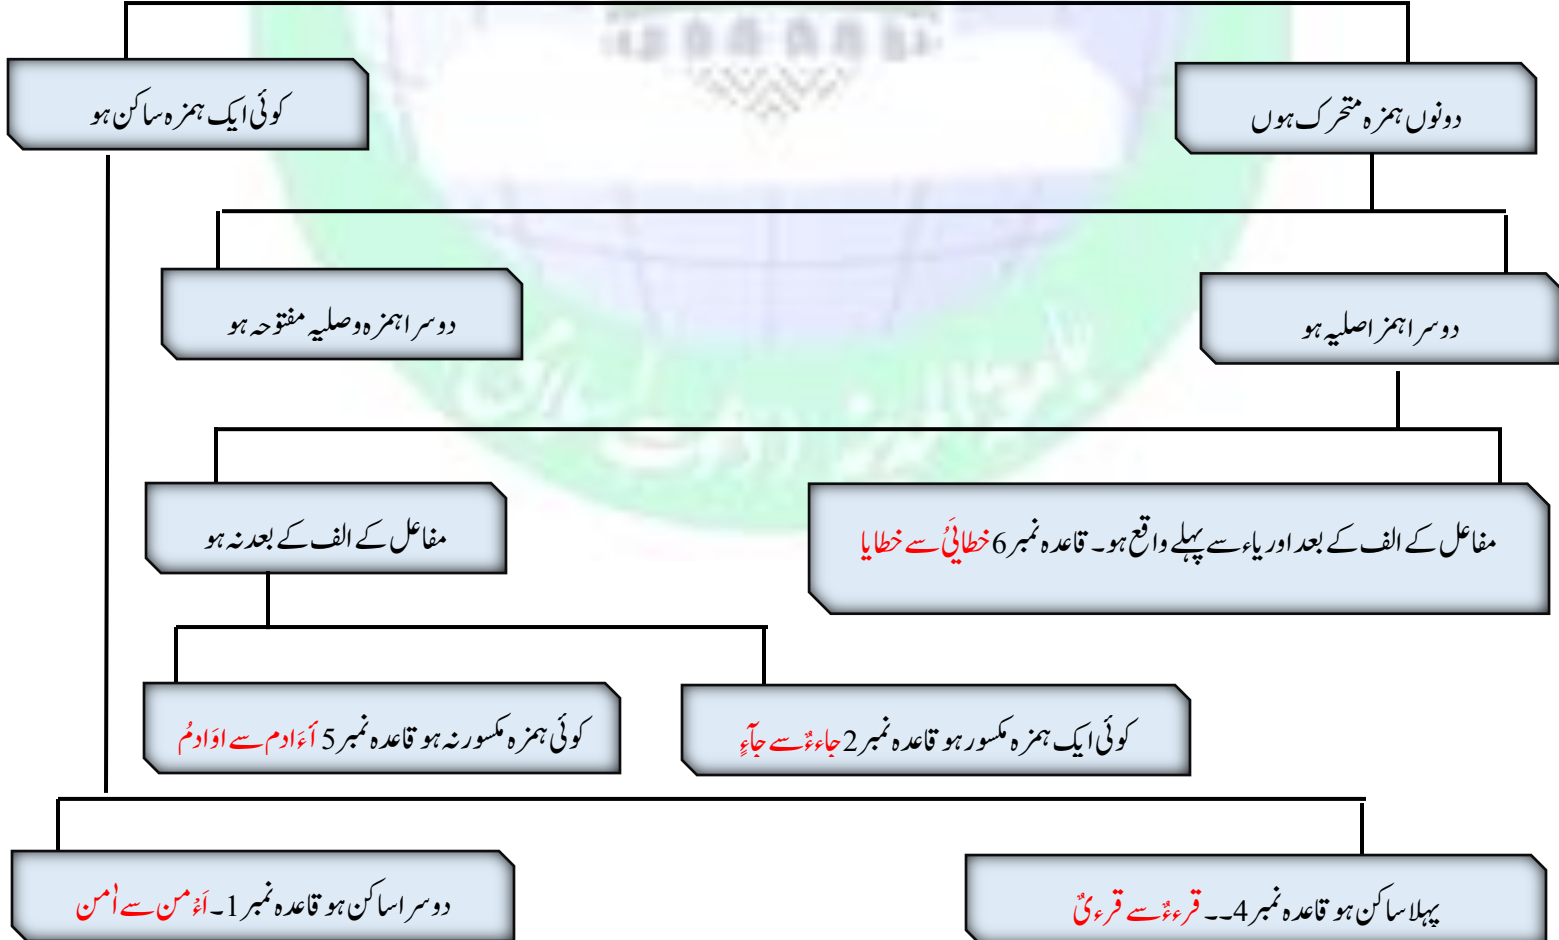 دونوں ہمزہ متحرک ہوں
کوئی ایک ہمزہ ساکن ہو
دوسرا ہمز اصلیہ ہو
دوسرا ہمزہ وصلیہ مفتوحہ ہو
مفاعل کے الف کے بعد اور یاء سے پہلے واقع ہو۔ قاعدہ نمبر 6 خطائَیُ سے خطایا
مفاعل کے الف کے بعد نہ ہو
کوئی ایک ہمزہ مکسور ہو قاعدہ نمبر 2 جاءءٌ سے جآءٍ
کوئی ہمزہ مکسور نہ ہو قاعدہ نمبر 5 أءَادم سے اوَادمُ
پہلا ساکن ہو قاعدہ نمبر 4۔۔ قرءءٌ سے قرءیٌ
دوسرا ساکن ہو قاعدہ نمبر 1۔ اَءْمن سے اٰمن